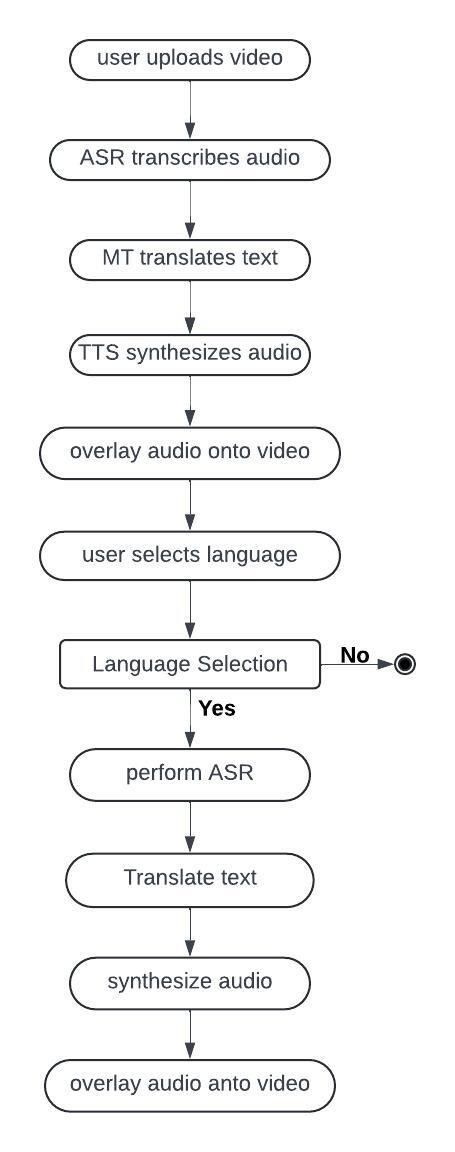 user uploads video
ASR transcribes audio
MT translates text
TTS synthesizes audio
overlay audio onto video
user selects language
Language Selection
No
Yes
perform ASR
Translate text
synthesize audio
overlay audio anto video